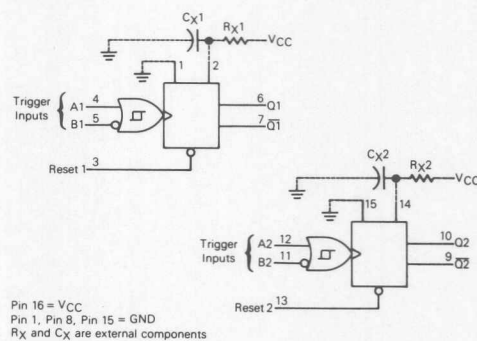 CX1
RX1
VCC
1
2
Trigger
Inputs
4
A1
5
B1
6
Q1
7
Q1
3
Reset 1
CX2
RX2
VCC
15
14
Trigger
Inputs
12
A2
11
B2
10
Q2
9
Q2
13
Reset 2
Pin 16 = VCC
Pin 1, Pin 8, Pin 15 = GND
RX and CX are external components